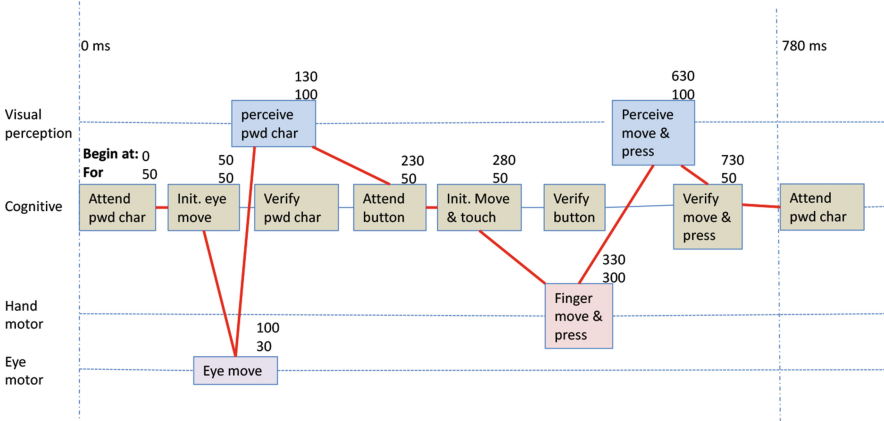 0 ms
780 ms
130
100
630
100
Visual
perception
perceive
pwd char
Perceive
move &
press
Begin at: 0
For 50
50
50
230
50
280
50
730
50
Cognitive
Attend
pwd char
Init. eye
move
Verify
pwd char
Attend
button
Init. Move
& touch
Verify
button
Verify
move &
press
Attend
pwd char
330
300
Hand
motor
Finger
move &
press
100
30
Eye
motor
Eye move